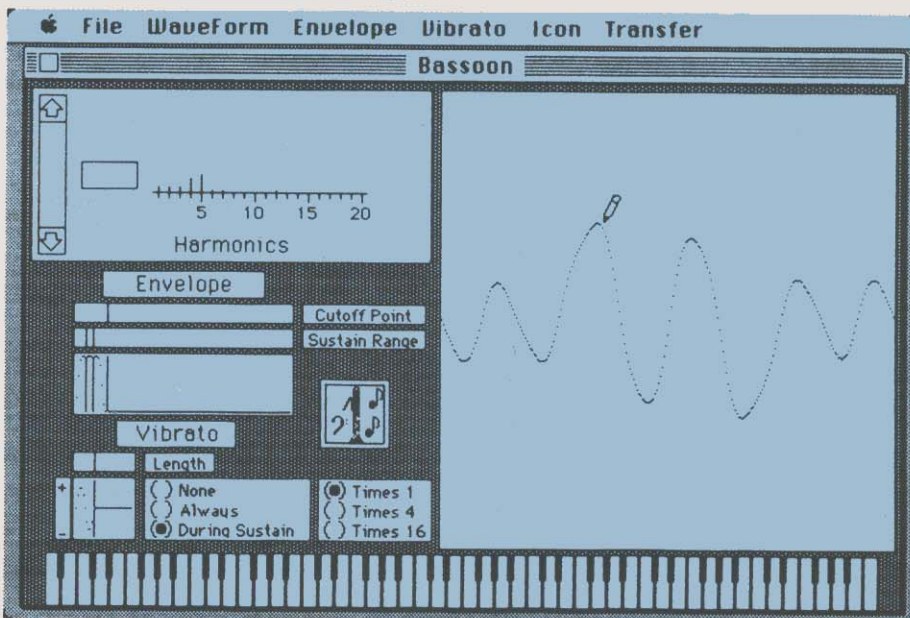 File WaveForm Envelope Vibrato Icon Transfer
Bassoon
5 10 15 20
Harmonics
Envelope
Cutoff Point
Sustain Range
Vibrato
Length
+
( ) None
( ) Always
(●) During Sustain
−
(●) Times 1
( ) Times 4
( ) Times 16